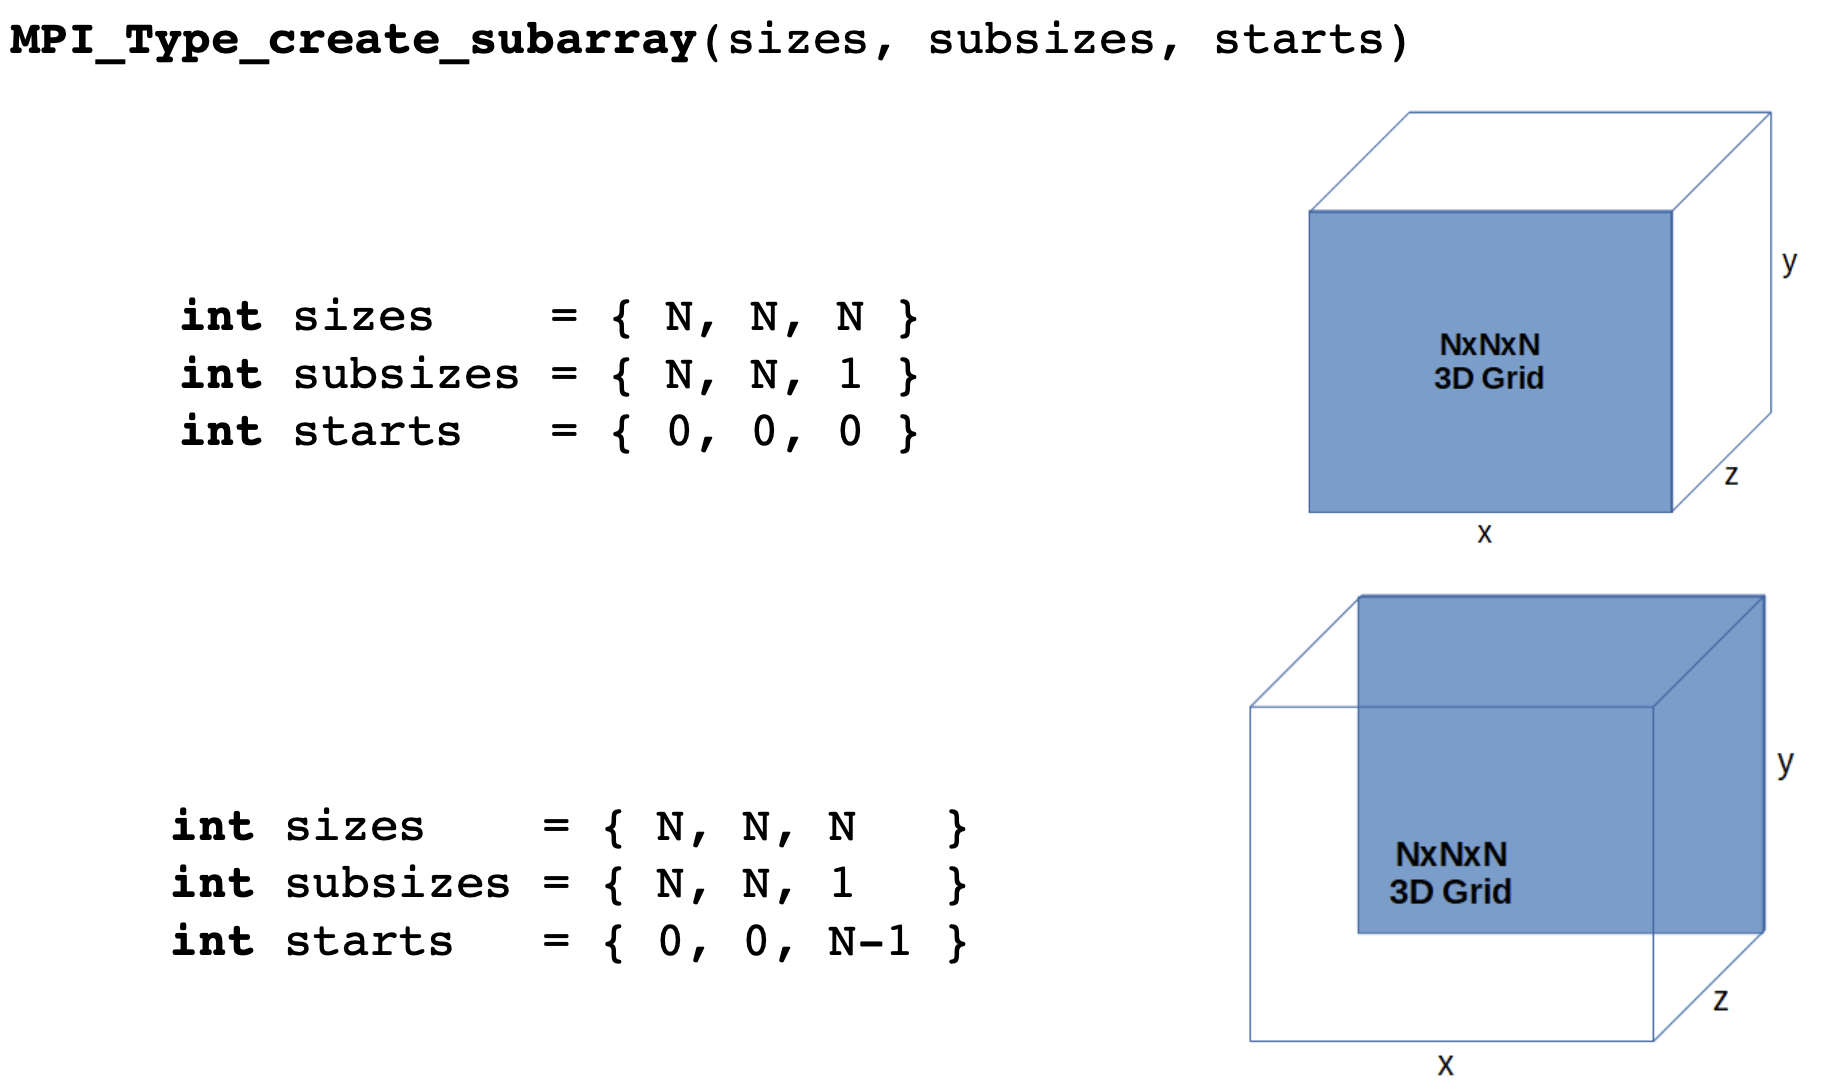 MPI_Type_create_subarray(sizes, subsizes, starts)
int sizes = { N, N, N }
int subsizes = { N, N, 1 }
int starts = { 0, 0, 0 }
NxNxN
3D Grid
y
z
x
int sizes = { N, N, N }
int subsizes = { N, N, 1 }
int starts = { 0, 0, N-1 }
NxNxN
3D Grid
y
z
x